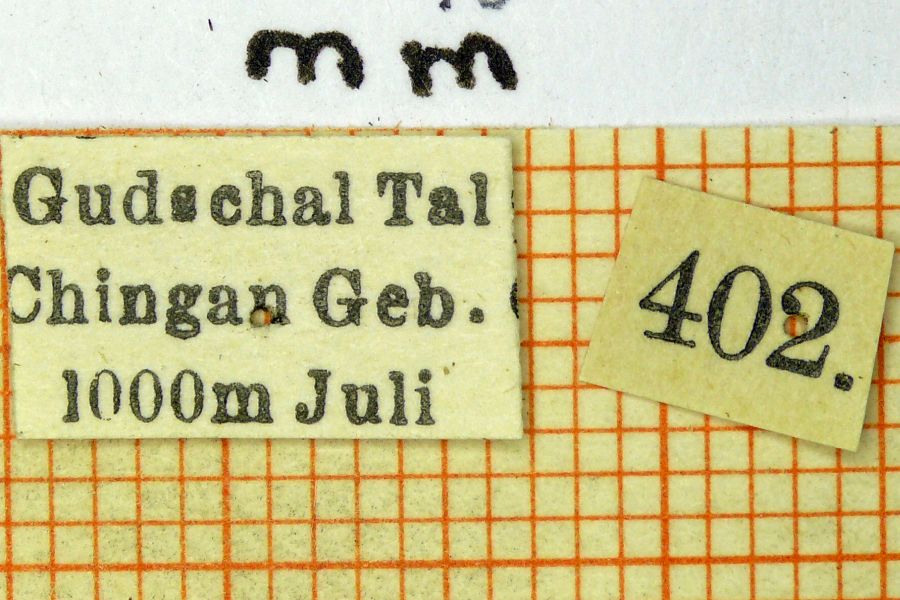 mm
Gudschal Tal
Chingan Geb.
1000m Juli
402.